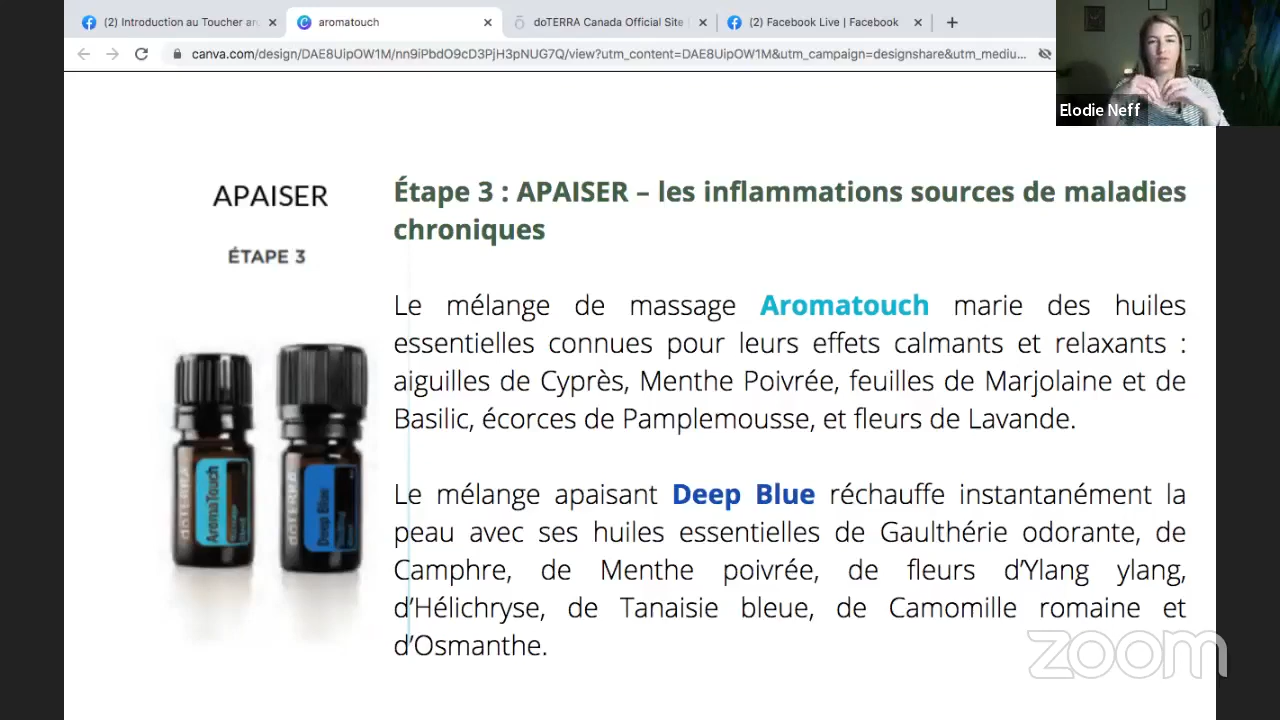 (2) Introduction au Toucher ar
aromatouch
doTERRA Canada Official Site
(2) Facebook Live | Facebook
canva.com/design/DAE8UipOW1M/nn9iPbdO9cD3PjH3pNUG7Q/view?utm_content=DAE8UipOW1M&utm_campaign=designshare&utm_mediu...
Elodie Neff
APAISER
ÉTAPE 3
doTERRA
AromaTouch
doTERRA
Deep Blue
Étape 3 : APAISER – les inflammations sources de maladies
chroniques
Le mélange de massage Aromatouch marie des huiles
essentielles connues pour leurs effets calmants et relaxants :
aiguilles de Cyprès, Menthe Poivrée, feuilles de Marjolaine et de
Basilic, écorces de Pamplemousse, et fleurs de Lavande.
Le mélange apaisant Deep Blue réchauffe instantanément la
peau avec ses huiles essentielles de Gaulthérie odorante, de
Camphre, de Menthe poivrée, de fleurs d’Ylang ylang,
d’Hélichryse, de Tanaisie bleue, de Camomille romaine et
d’Osmanthe.
zoom